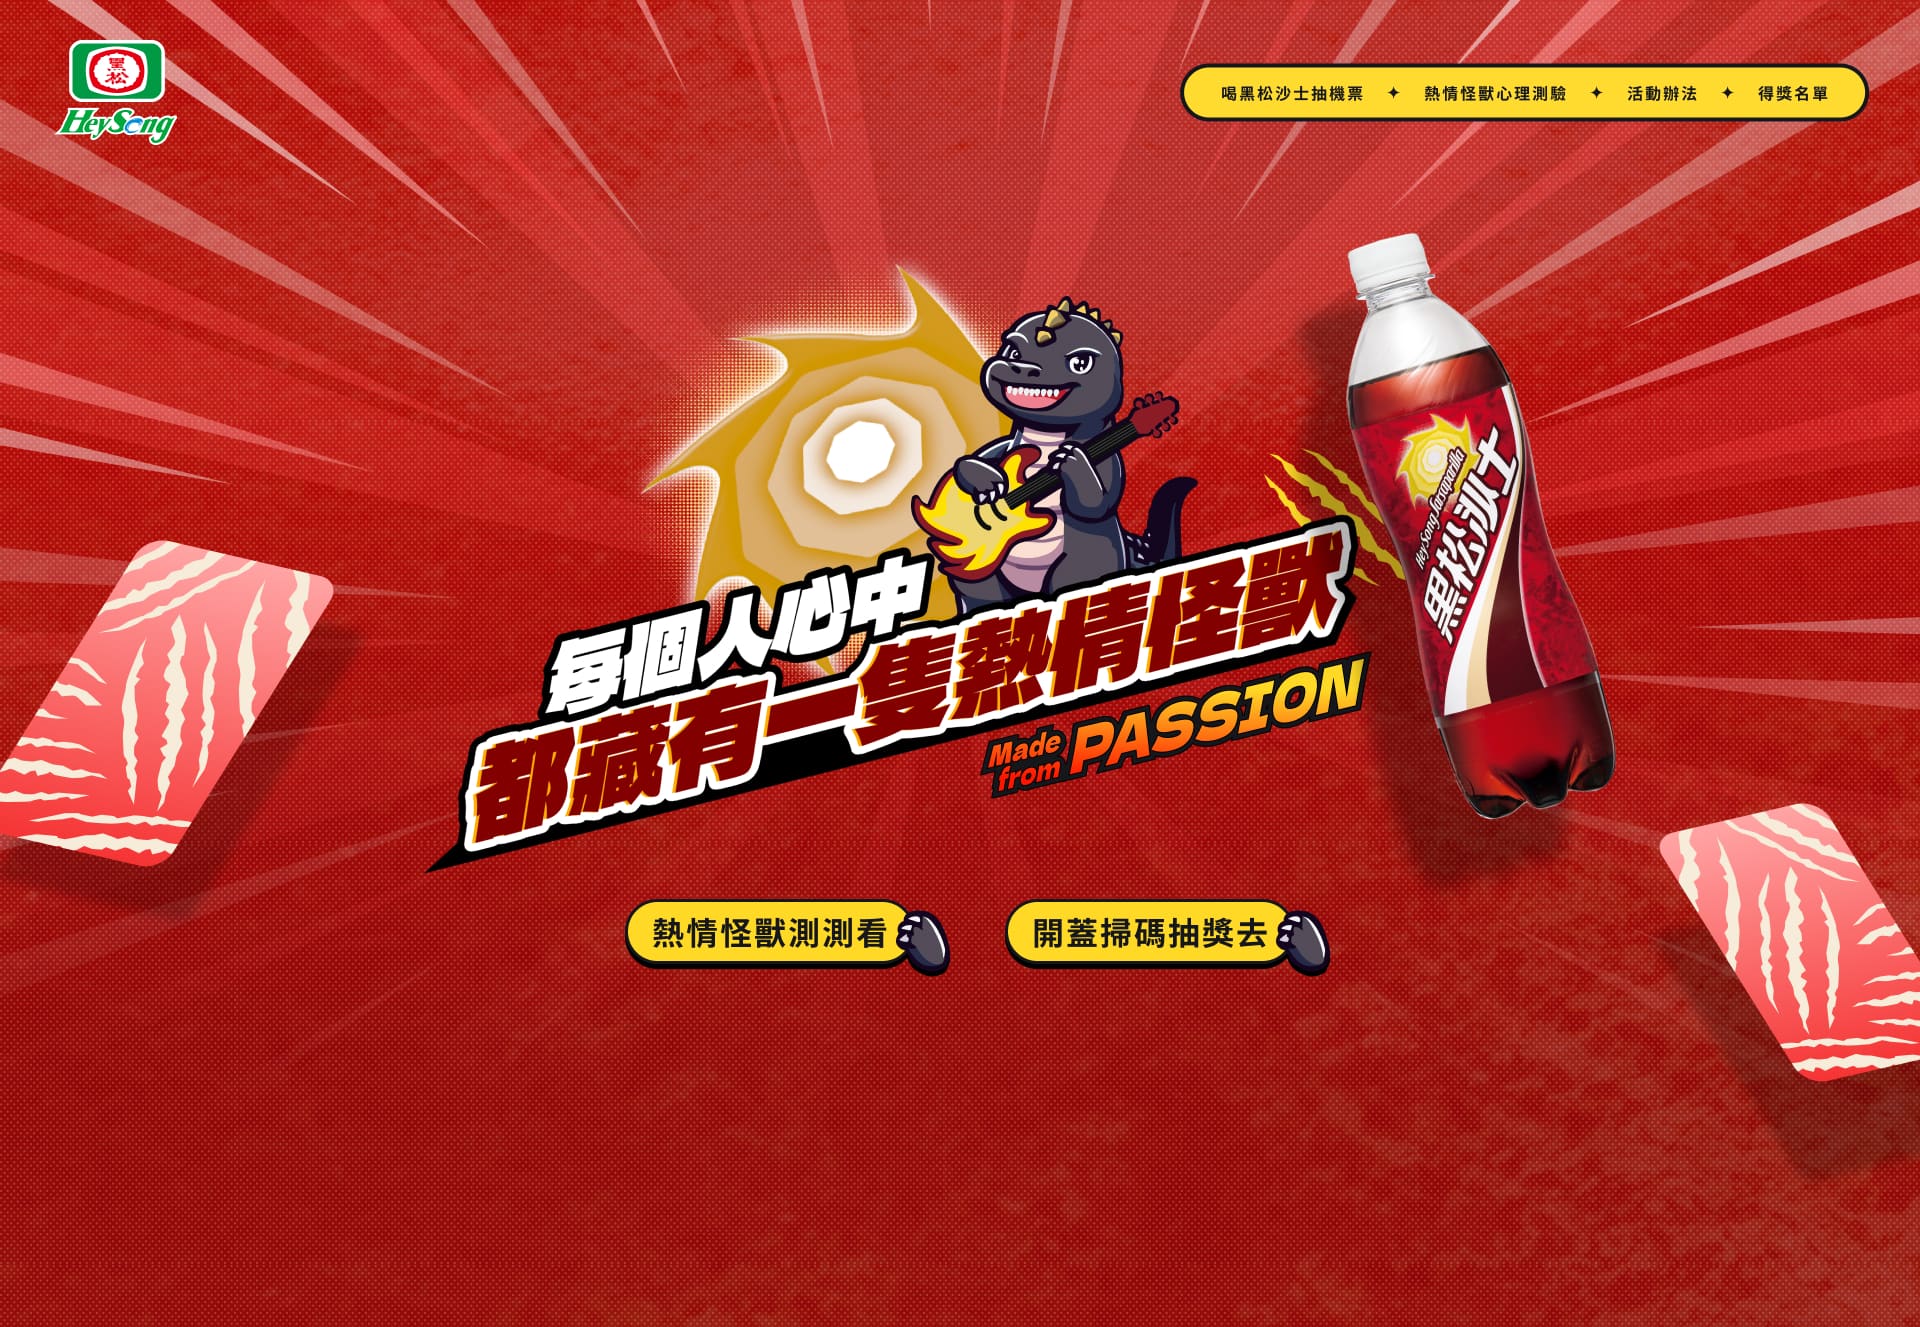 黑松
HeySong
喝黑松沙士抽機票 ✦ 熱情怪獸心理測驗 ✦ 活動辦法 ✦ 得獎名單
每個人心中
都藏有一隻熱情怪獸
Made from PASSION
HeySong Sarsaparilla
黑松沙士
熱情怪獸測測看
開蓋掃碼抽獎去